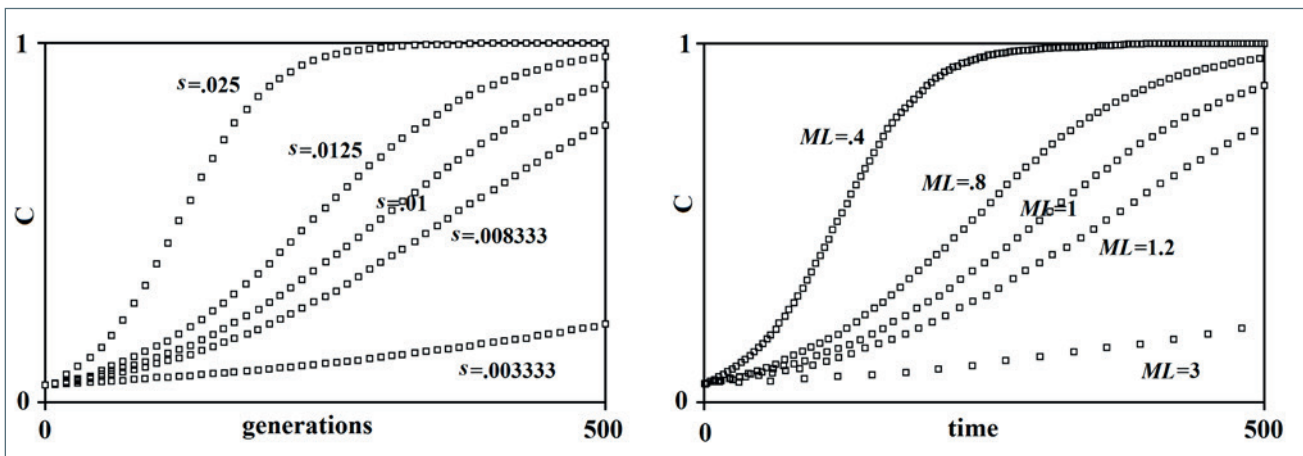 1
s=.025
s=.0125
s=.01
s=.008333
s=.003333
C
0
0
generations
500
1
ML=.4
ML=.8
ML=1
ML=1.2
ML=3
C
0
0
time
500